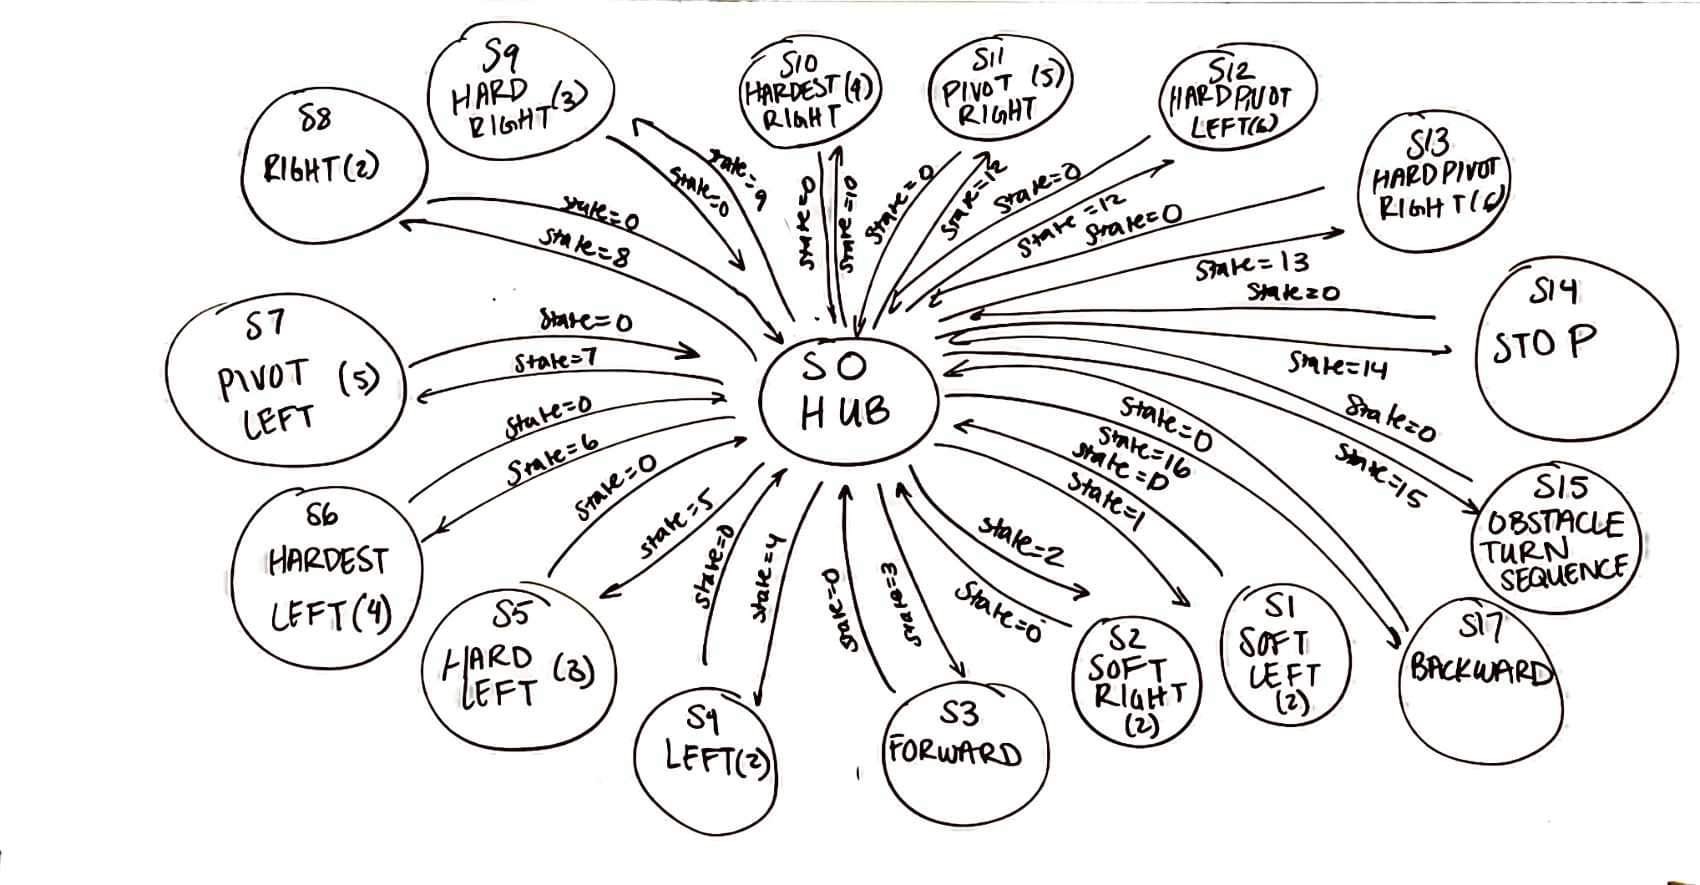 S9
HARD
RIGHT (3)
S10
HARDEST (4)
RIGHT
S11
PIVOT (5)
RIGHT
S12
HARD PIVOT
LEFT (6)
S13
HARD PIVOT
RIGHT (6)
S8
RIGHT (2)
state=0
state=8
state=9
state=0
state=0
state=10
state=0
state=12
state=0
state=12
state=0
state=13
state=0
S14
STOP
state=14
S7
PIVOT (5)
LEFT
state=0
state=7
S0
HUB
state=0
state=15
S15
OBSTACLE
TURN
SEQUENCE
state=0
state=16
state=0
state=1
S6
HARDEST
LEFT (4)
state=0
state=6
state=0
state=5
S5
HARD (3)
LEFT
state=0
state=4
S4
LEFT (2)
state=0
state=3
S3
FORWARD
state=2
state=0
S2
SOFT
RIGHT
(2)
S1
SOFT
LEFT
(2)
S17
BACKWARD